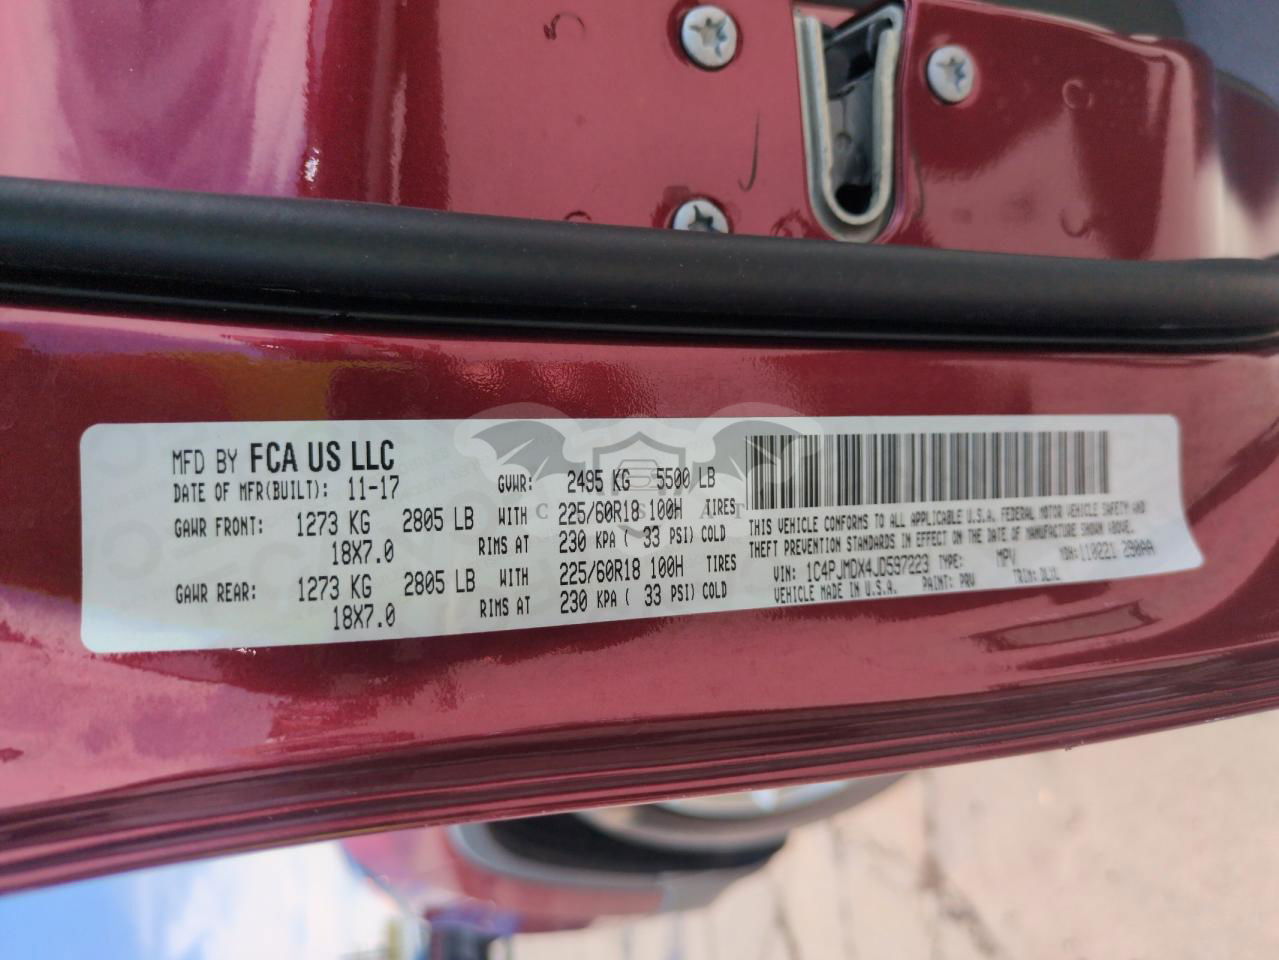 MFD BY FCA US LLC
DATE OF MFR(BUILT): 11-17 GVWR: 2495 KG 5500 LB
GAWR FRONT: 1273 KG 2805 LB WITH 225/60R18 100H TIRES
18X7.0 RIMS AT 230 KPA ( 33 PSI) COLD
GAWR REAR: 1273 KG 2805 LB WITH 225/60R18 100H TIRES
18X7.0 RIMS AT 230 KPA ( 33 PSI) COLD
THIS VEHICLE CONFORMS TO ALL APPLICABLE U.S.A. FEDERAL MOTOR VEHICLE SAFETY AND
THEFT PREVENTION STANDARDS IN EFFECT ON THE DATE OF MANUFACTURE SHOWN ABOVE.
VIN: 1C4PJMDX4JD597223 TYPE: MPV MDH:110221 290AA
VEHICLE MADE IN U.S.A. PAINT: PRV TRIM: